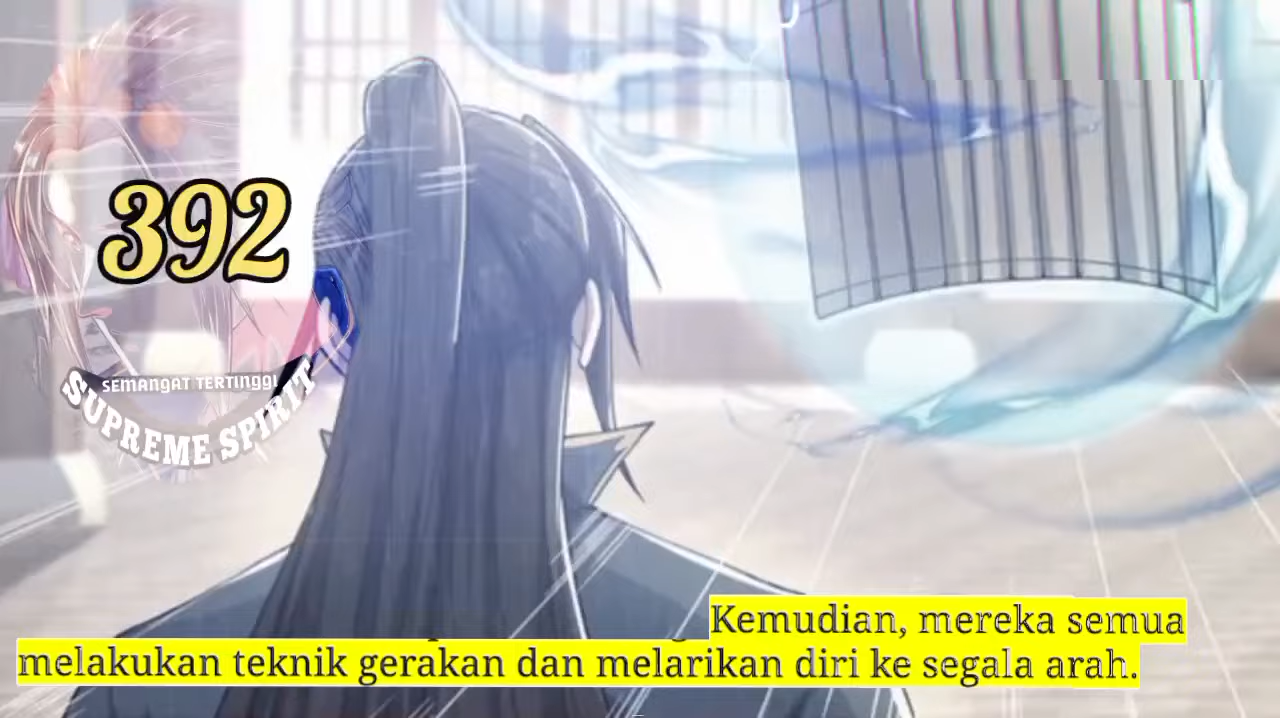 392
SEMANGAT TERTINGGI
SUPREME SPIRIT
Kemudian, mereka semua
melakukan teknik gerakan dan melarikan diri ke segala arah.